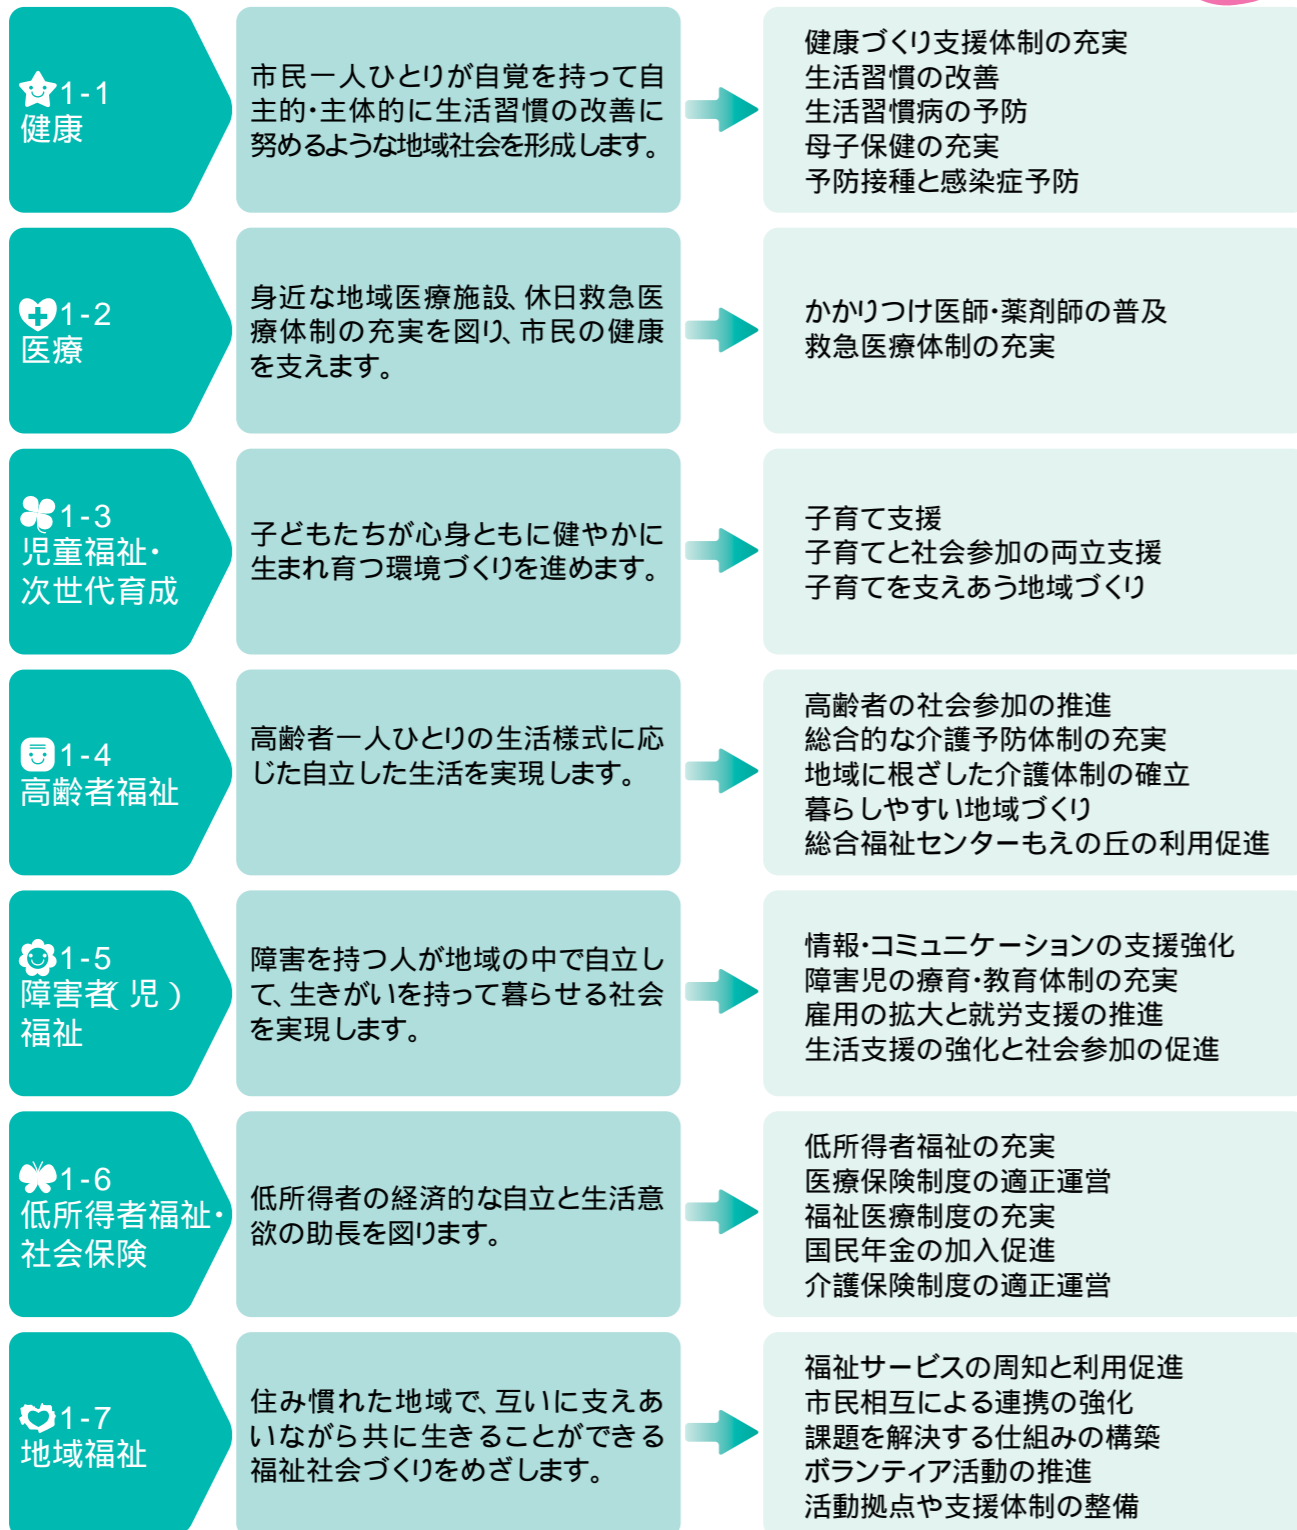 1-1
健康
市民一人ひとりが自覚を持って自
主的・主体的に生活習慣の改善に
努めるような地域社会を形成します。
健康づくり支援体制の充実
生活習慣の改善
生活習慣病の予防
母子保健の充実
予防接種と感染症予防
1-2
医療
身近な地域医療施設、休日救急医
療体制の充実を図り、市民の健康
を支えます。
かかりつけ医師・薬剤師の普及
救急医療体制の充実
1-3
児童福祉・
次世代育成
子どもたちが心身ともに健やかに
生まれ育つ環境づくりを進めます。
子育て支援
子育てと社会参加の両立支援
子育てを支えあう地域づくり
1-4
高齢者福祉
高齢者一人ひとりの生活様式に応
じた自立した生活を実現します。
高齢者の社会参加の推進
総合的な介護予防体制の充実
地域に根ざした介護体制の確立
暮らしやすい地域づくり
総合福祉センターもえの丘の利用促進
1-5
障害者(児)
福祉
障害を持つ人が地域の中で自立し
て、生きがいを持って暮らせる社会
を実現します。
情報・コミュニケーションの支援強化
障害児の療育・教育体制の充実
雇用の拡大と就労支援の推進
生活支援の強化と社会参加の促進
1-6
低所得者福祉・
社会保険
低所得者の経済的な自立と生活意
欲の助長を図ります。
低所得者福祉の充実
医療保険制度の適正運営
福祉医療制度の充実
国民年金の加入促進
介護保険制度の適正運営
1-7
地域福祉
住み慣れた地域で、互いに支えあ
いながら共に生きることができる
福祉社会づくりをめざします。
福祉サービスの周知と利用促進
市民相互による連携の強化
課題を解決する仕組みの構築
ボランティア活動の推進
活動拠点や支援体制の整備